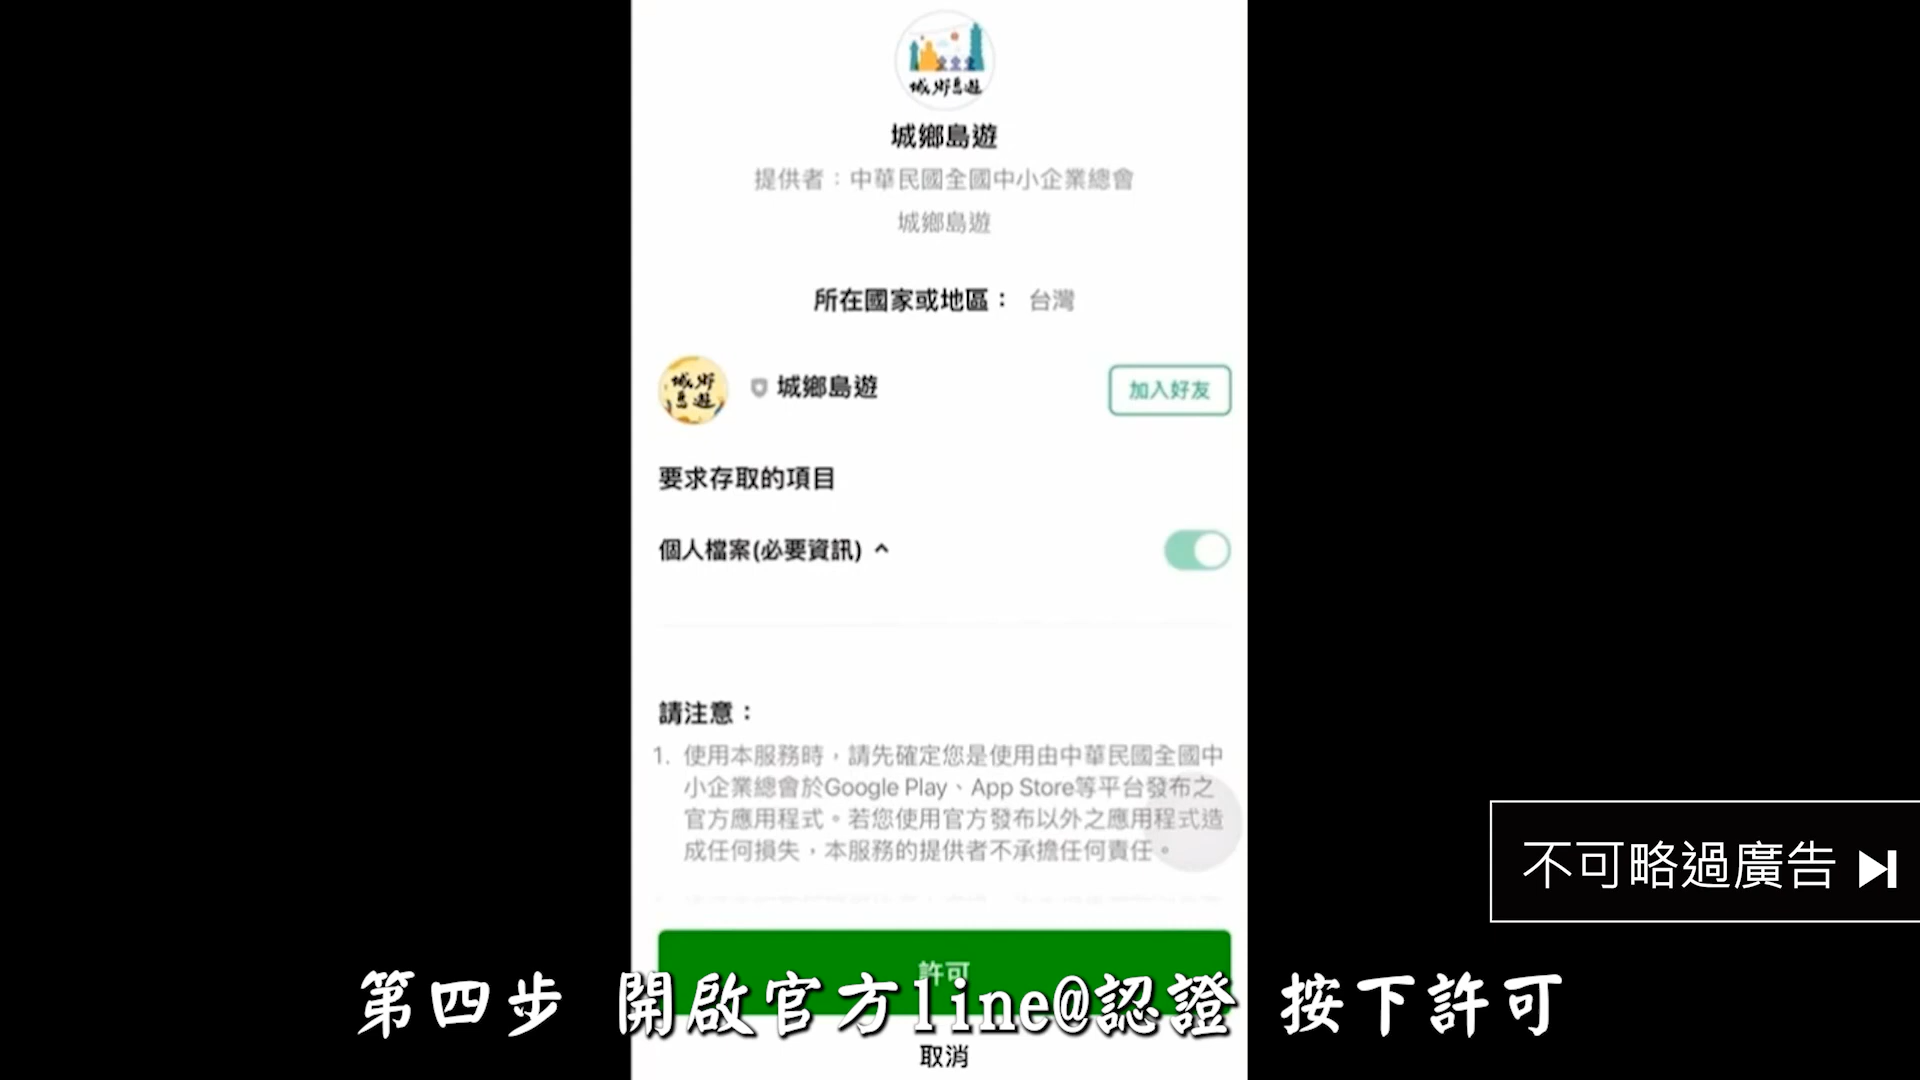 城鄉島遊
城鄉島遊
提供者：中華民國全國中小企業總會
城鄉島遊
所在國家或地區： 台灣
城鄉島遊
城鄉島遊
加入好友
要求存取的項目
個人檔案(必要資訊)
請注意：
1. 使用本服務時，請先確定您是使用由中華民國全國中
小企業總會於Google Play、App Store等平台發布之
官方應用程式。若您使用官方發布以外之應用程式造
成任何損失，本服務的提供者不承擔任何責任。
不可略過廣告
許可
第四步 開啟官方line@認證 按下許可
取消